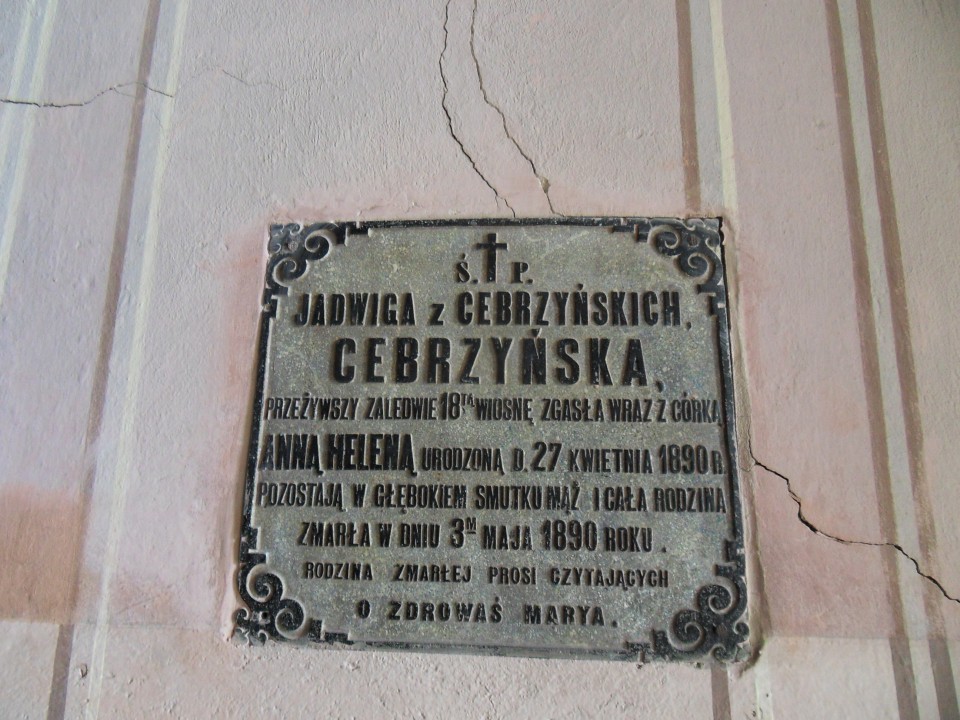 Ś. P.
JADWIGA z CEBRZYŃSKICH,
CEBRZYŃSKA,
PRZEŻYWSZY ZALEDWIE 18TĄ WIOSNĘ ZGASŁA WRAZ Z CÓRKĄ
ANNĄ HELENĄ URODZONĄ D. 27 KWIETNIA 1890 R.
POZOSTAJĄ W GŁĘBOKIEM SMUTKU MĄŻ I CAŁA RODZINA
ZMARŁA W DNIU 3M MAJA 1890 ROKU.
RODZINA ZMARŁEJ PROSI CZYTAJĄCYCH
O ZDROWAŚ MARYA.